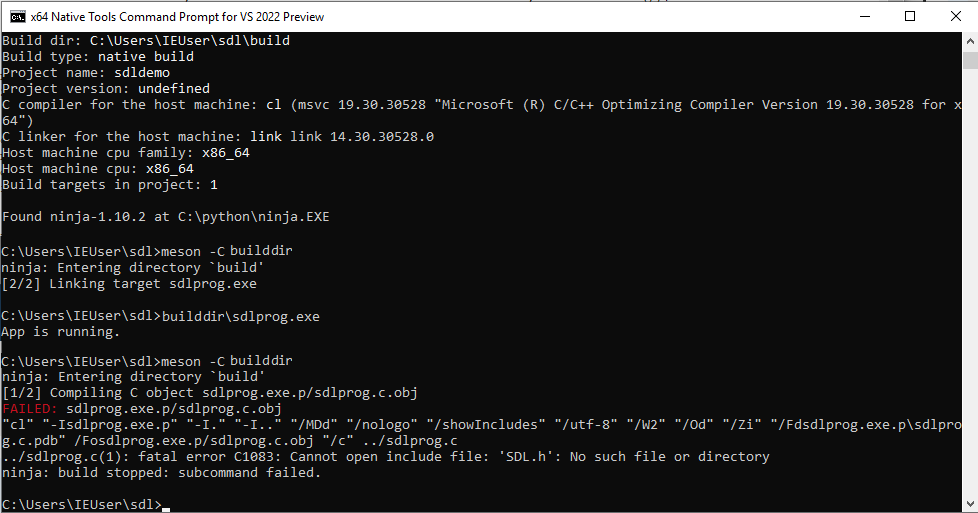 x64 Native Tools Command Prompt for VS 2022 Preview
Build dir: C:\Users\IEUser\sdl\build
Build type: native build
Project name: sdldemo
Project version: undefined
C compiler for the host machine: cl (msvc 19.30.30528 "Microsoft (R) C/C++ Optimizing Compiler Version 19.30.30528 for x
64")
C linker for the host machine: link link 14.30.30528.0
Host machine cpu family: x86_64
Host machine cpu: x86_64
Build targets in project: 1
Found ninja-1.10.2 at C:\python\ninja.EXE
C:\Users\IEUser\sdl>meson -C builddir
ninja: Entering directory `build'
[2/2] Linking target sdlprog.exe
C:\Users\IEUser\sdl>builddir\sdlprog.exe
App is running.
C:\Users\IEUser\sdl>meson -C builddir
ninja: Entering directory `build'
[1/2] Compiling C object sdlprog.exe.p/sdlprog.c.obj
FAILED: sdlprog.exe.p/sdlprog.c.obj
"cl" "-Isdlprog.exe.p" "-I." "-I.." "/MDd" "/nologo" "/showIncludes" "/utf-8" "/W2" "/Od" "/Zi" "/Fdsdlprog.exe.p\sdlpro
g.c.pdb" /Fosdlprog.exe.p/sdlprog.c.obj "/c" ../sdlprog.c
../sdlprog.c(1): fatal error C1083: Cannot open include file: 'SDL.h': No such file or directory
ninja: build stopped: subcommand failed.
C:\Users\IEUser\sdl>